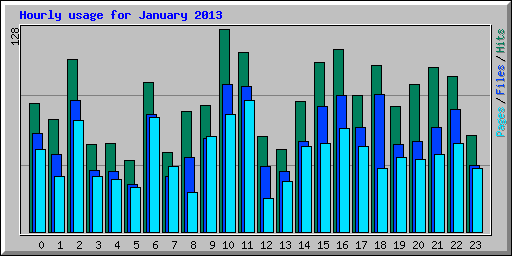 Hourly usage for January 2013
128
Pages/Files/Hits
0 1 2 3 4 5 6 7 8 9 10 11 12 13 14 15 16 17 18 19 20 21 22 23